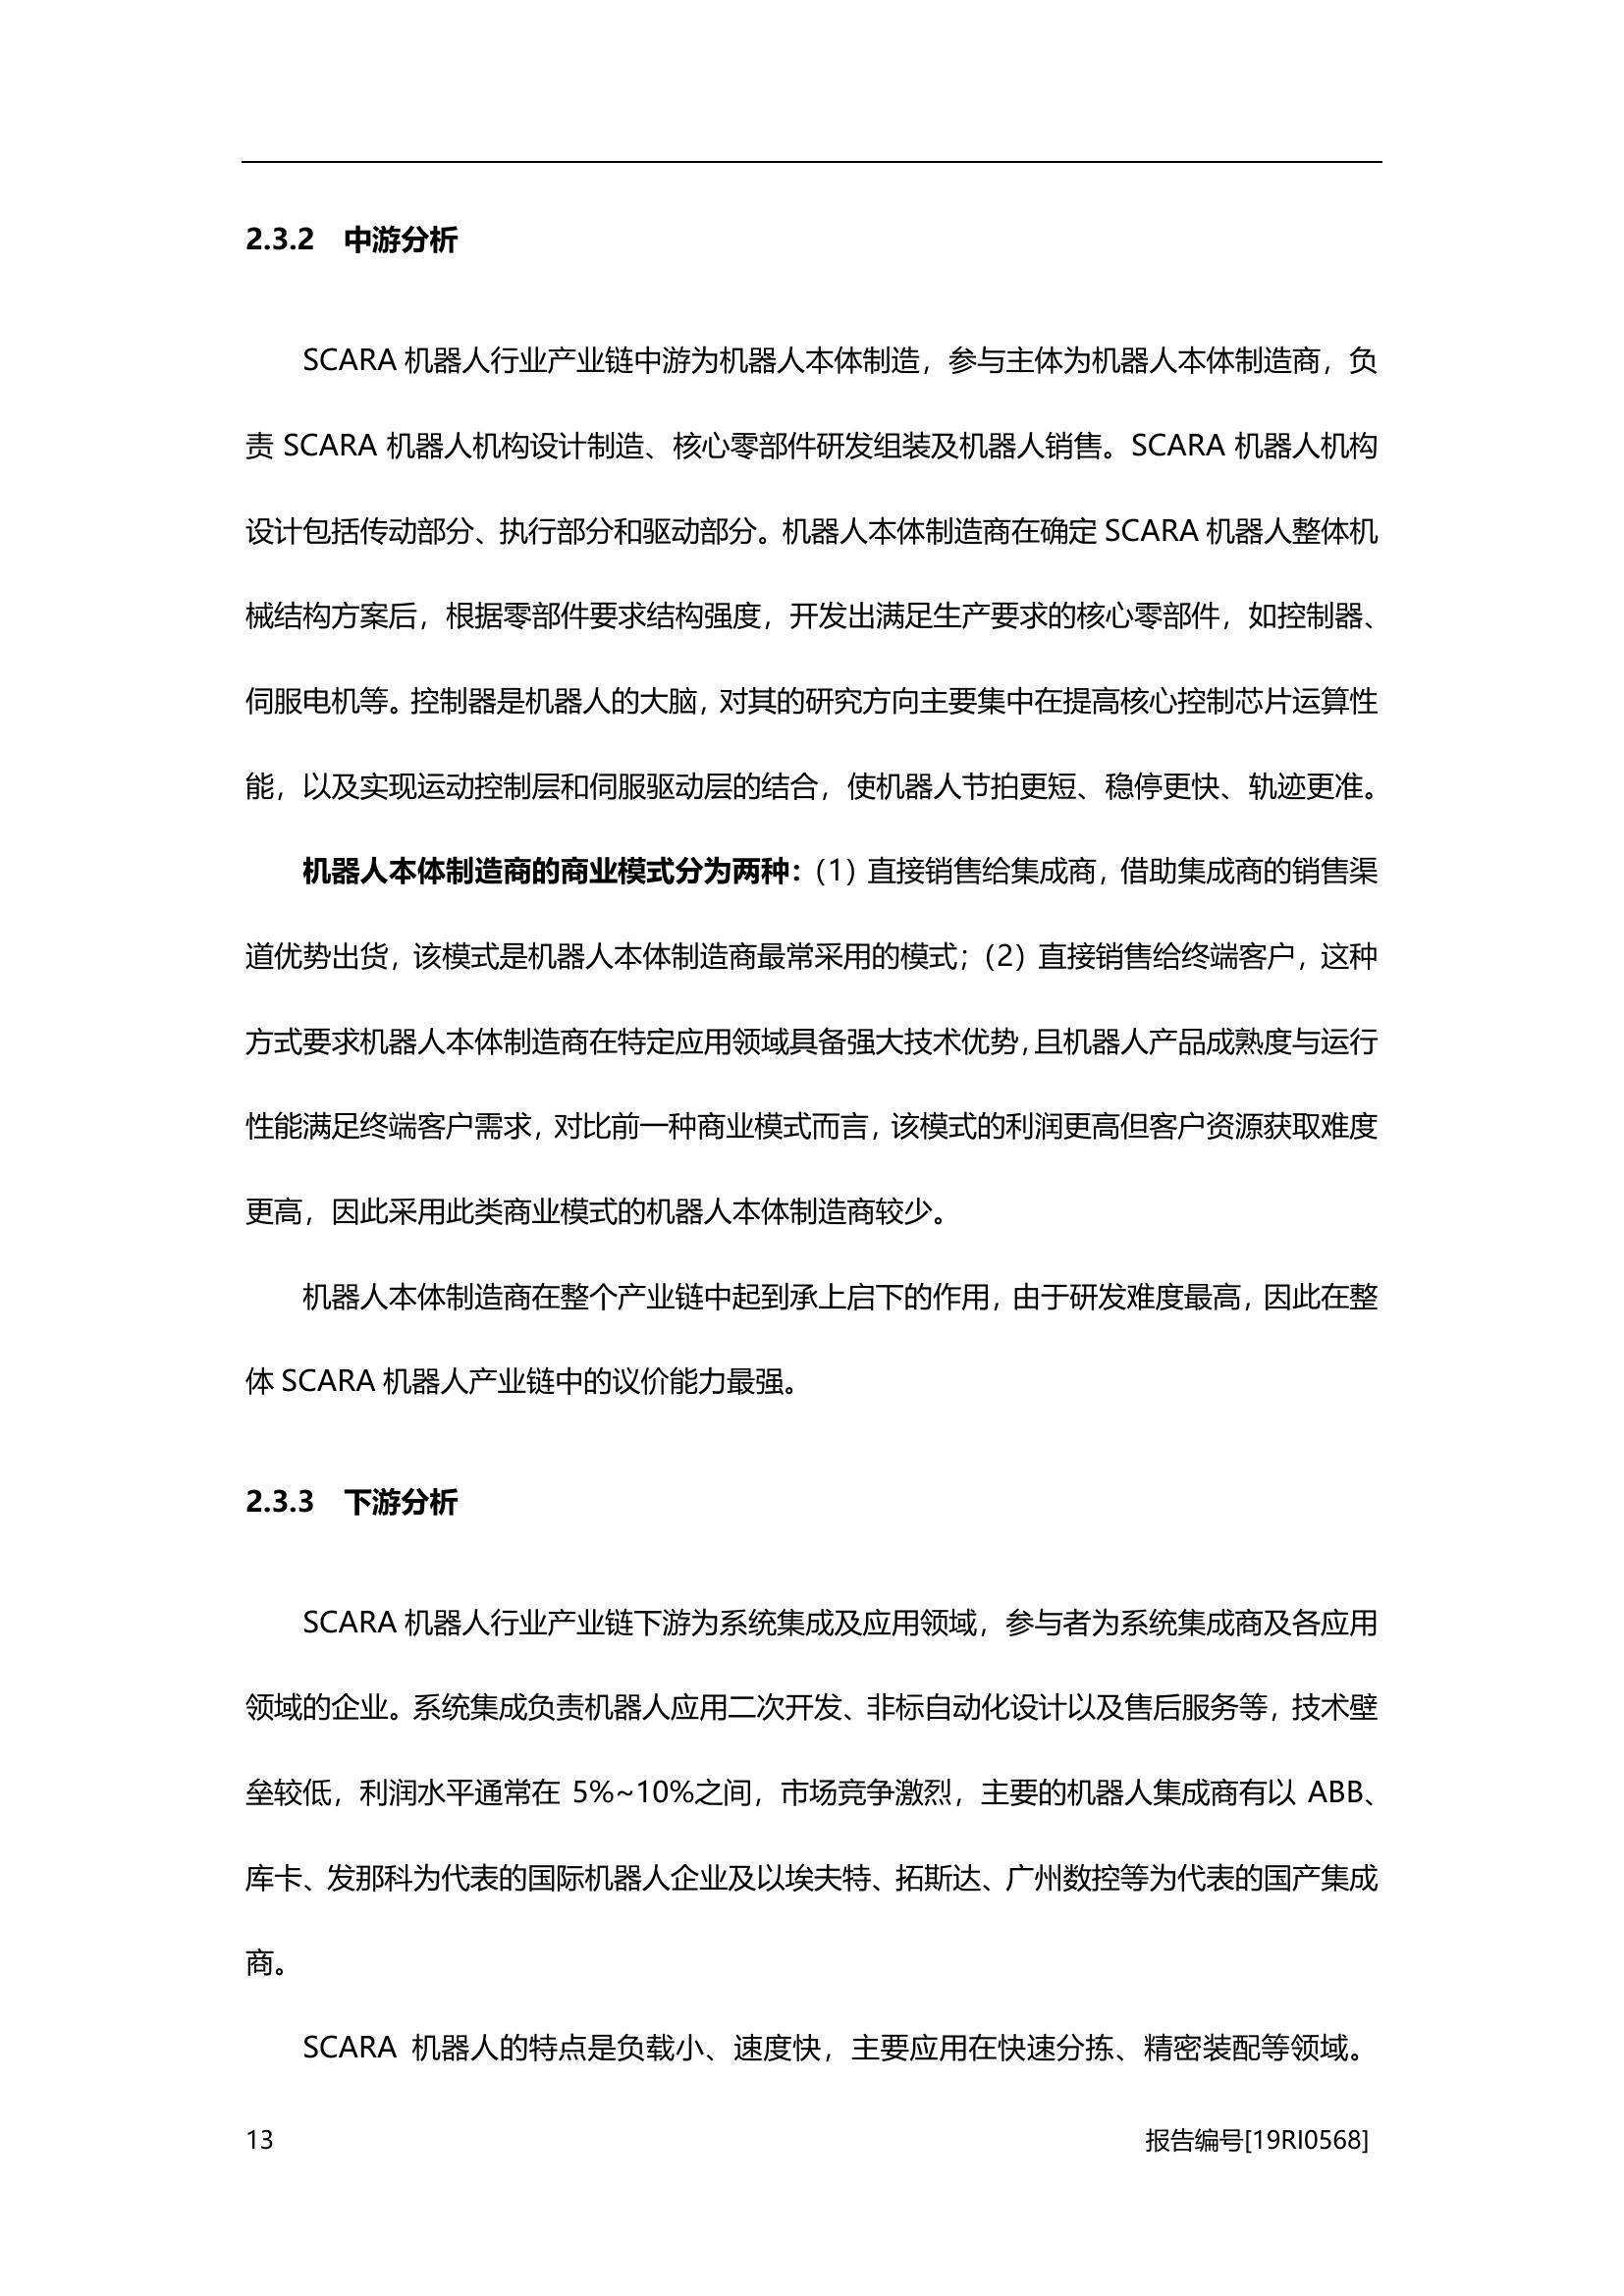 2.3.2 中游分析
SCARA 机器人行业产业链中游为机器人本体制造，参与主体为机器人本体制造商，负
责 SCARA 机器人机构设计制造、核心零部件研发组装及机器人销售。SCARA 机器人机构
设计包括传动部分、执行部分和驱动部分。机器人本体制造商在确定 SCARA 机器人整体机
械结构方案后，根据零部件要求结构强度，开发出满足生产要求的核心零部件，如控制器、
伺服电机等。控制器是机器人的大脑，对其的研究方向主要集中在提高核心控制芯片运算性
能，以及实现运动控制层和伺服驱动层的结合，使机器人节拍更短、稳停更快、轨迹更准。
机器人本体制造商的商业模式分为两种：（1）直接销售给集成商，借助集成商的销售渠
道优势出货，该模式是机器人本体制造商最常采用的模式；（2）直接销售给终端客户，这种
方式要求机器人本体制造商在特定应用领域具备强大技术优势，且机器人产品成熟度与运行
性能满足终端客户需求，对比前一种商业模式而言，该模式的利润更高但客户资源获取难度
更高，因此采用此类商业模式的机器人本体制造商较少。
机器人本体制造商在整个产业链中起到承上启下的作用，由于研发难度最高，因此在整
体 SCARA 机器人产业链中的议价能力最强。
2.3.3 下游分析
SCARA 机器人行业产业链下游为系统集成及应用领域，参与者为系统集成商及各应用
领域的企业。系统集成负责机器人应用二次开发、非标自动化设计以及售后服务等，技术壁
垒较低，利润水平通常在 5%~10%之间，市场竞争激烈，主要的机器人集成商有以 ABB、
库卡、发那科为代表的国际机器人企业及以埃夫特、拓斯达、广州数控等为代表的国产集成
商。
SCARA 机器人的特点是负载小、速度快，主要应用在快速分拣、精密装配等领域。
13 报告编号[19RI0568]